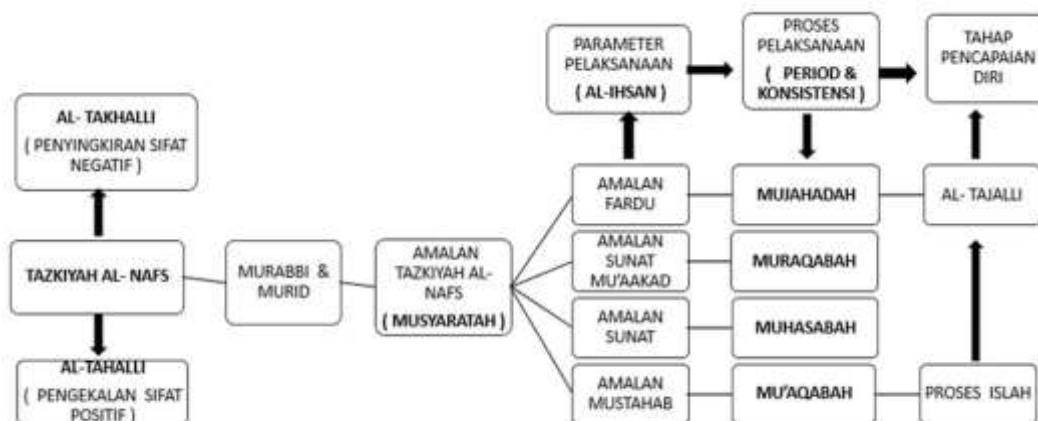 AL- TAKHALLI
( PENYINGKIRAN SIFAT
NEGATIF )
TAZKIYAH AL- NAFS
AL-TAHALLI
( PENGEKALAN SIFAT
POSITIF )
MURABBI &
MURID
AMALAN
TAZKIYAH AL-
NAFS
( MUSYARATAH )
PARAMETER
PELAKSANAAN
( AL-IHSAN )
AMALAN
FARDU
AMALAN
SUNAT
MU'AAKAD
AMALAN
SUNAT
AMALAN
MUSTAHAB
PROSES
PELAKSANAAN
( PERIOD &
KONSISTENSI )
MUJAHADAH
MURAQABAH
MUHASABAH
MU'AQABAH
TAHAP
PENCAPAIAN
DIRI
AL- TAJALLI
PROSES ISLAH